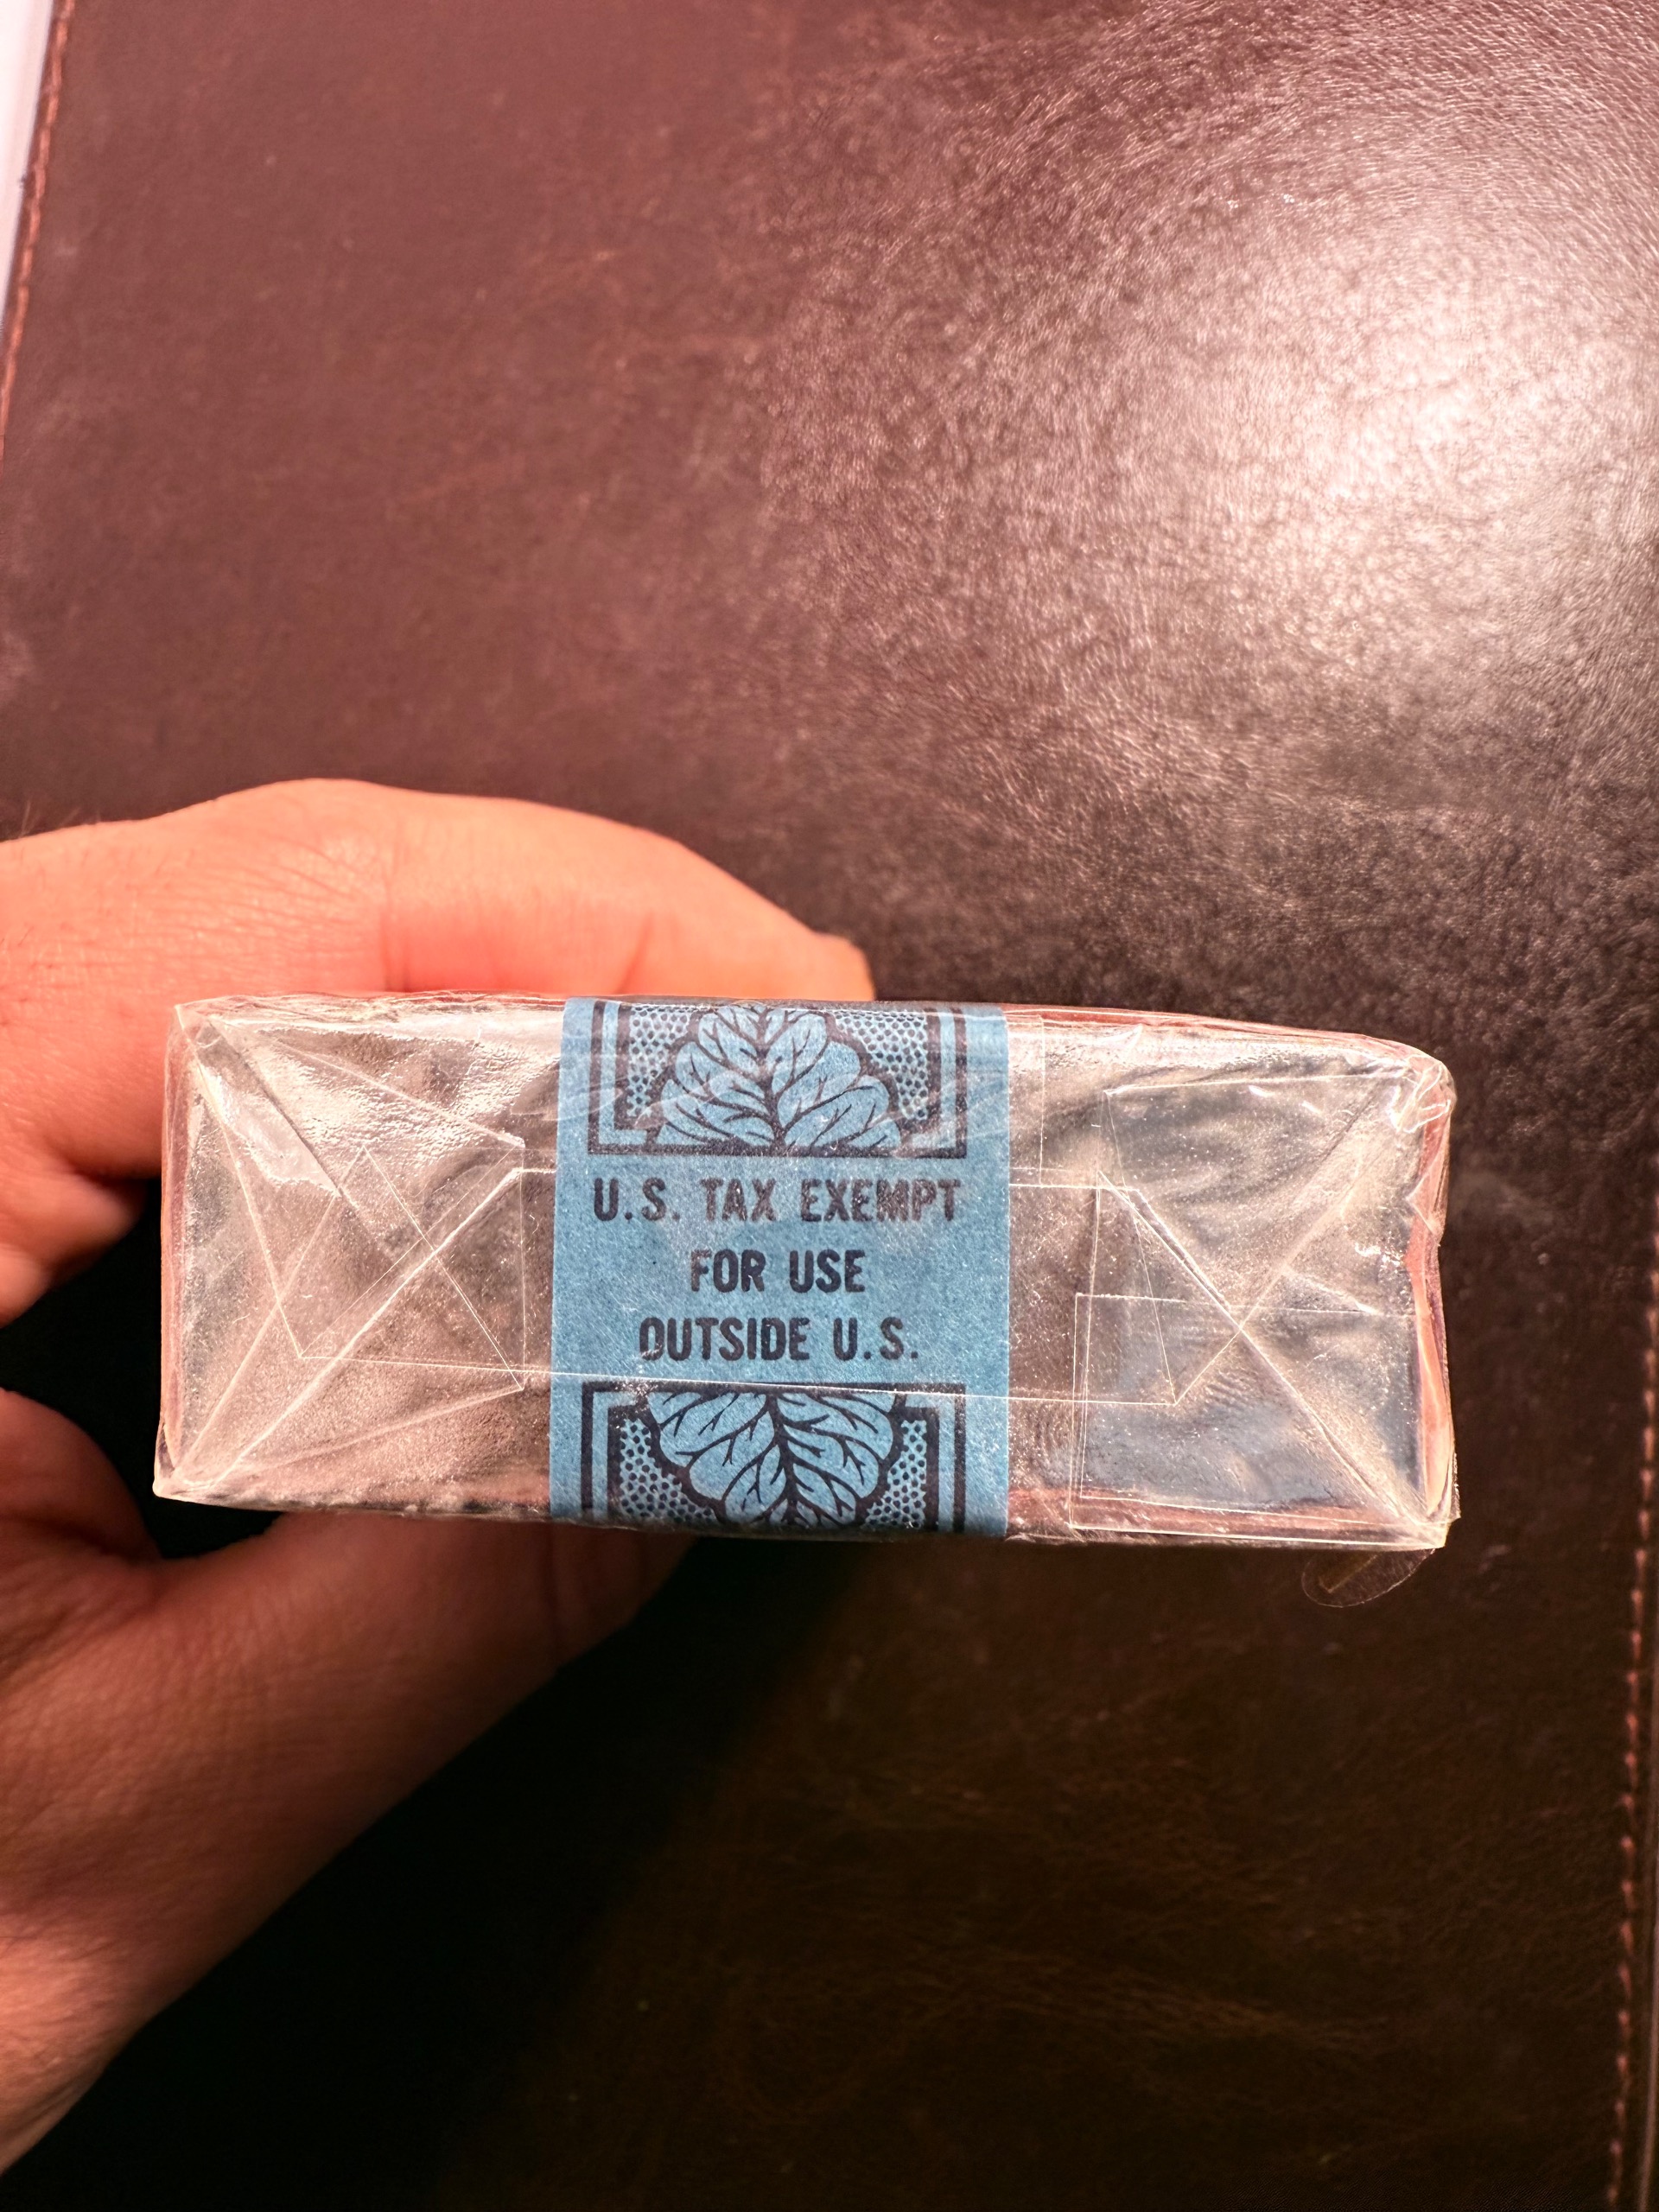 U.S. TAX EXEMPT
FOR USE
OUTSIDE U.S.